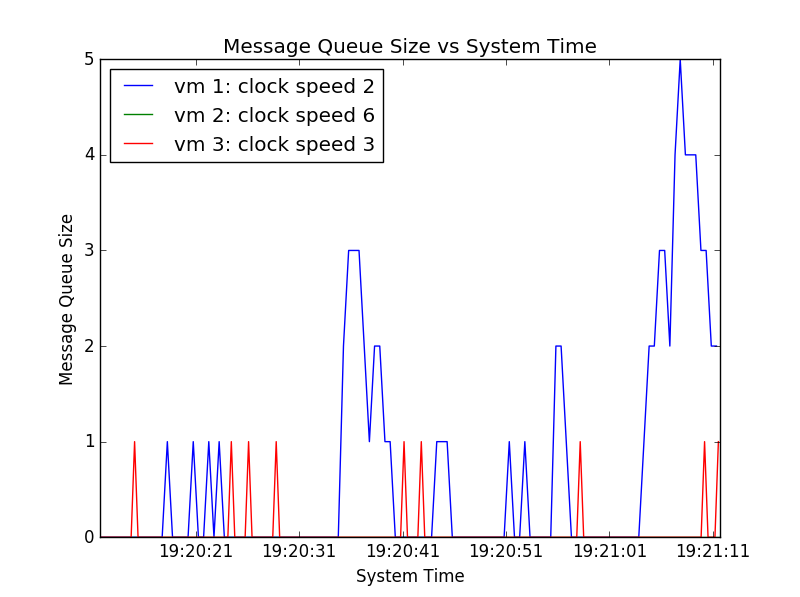 Message Queue Size vs System Time
5
vm 1: clock speed 2
vm 2: clock speed 6
vm 3: clock speed 3
4
3
Message Queue Size
2
1
0
19:20:21 19:20:31 19:20:41 19:20:51 19:21:01 19:21:11
System Time